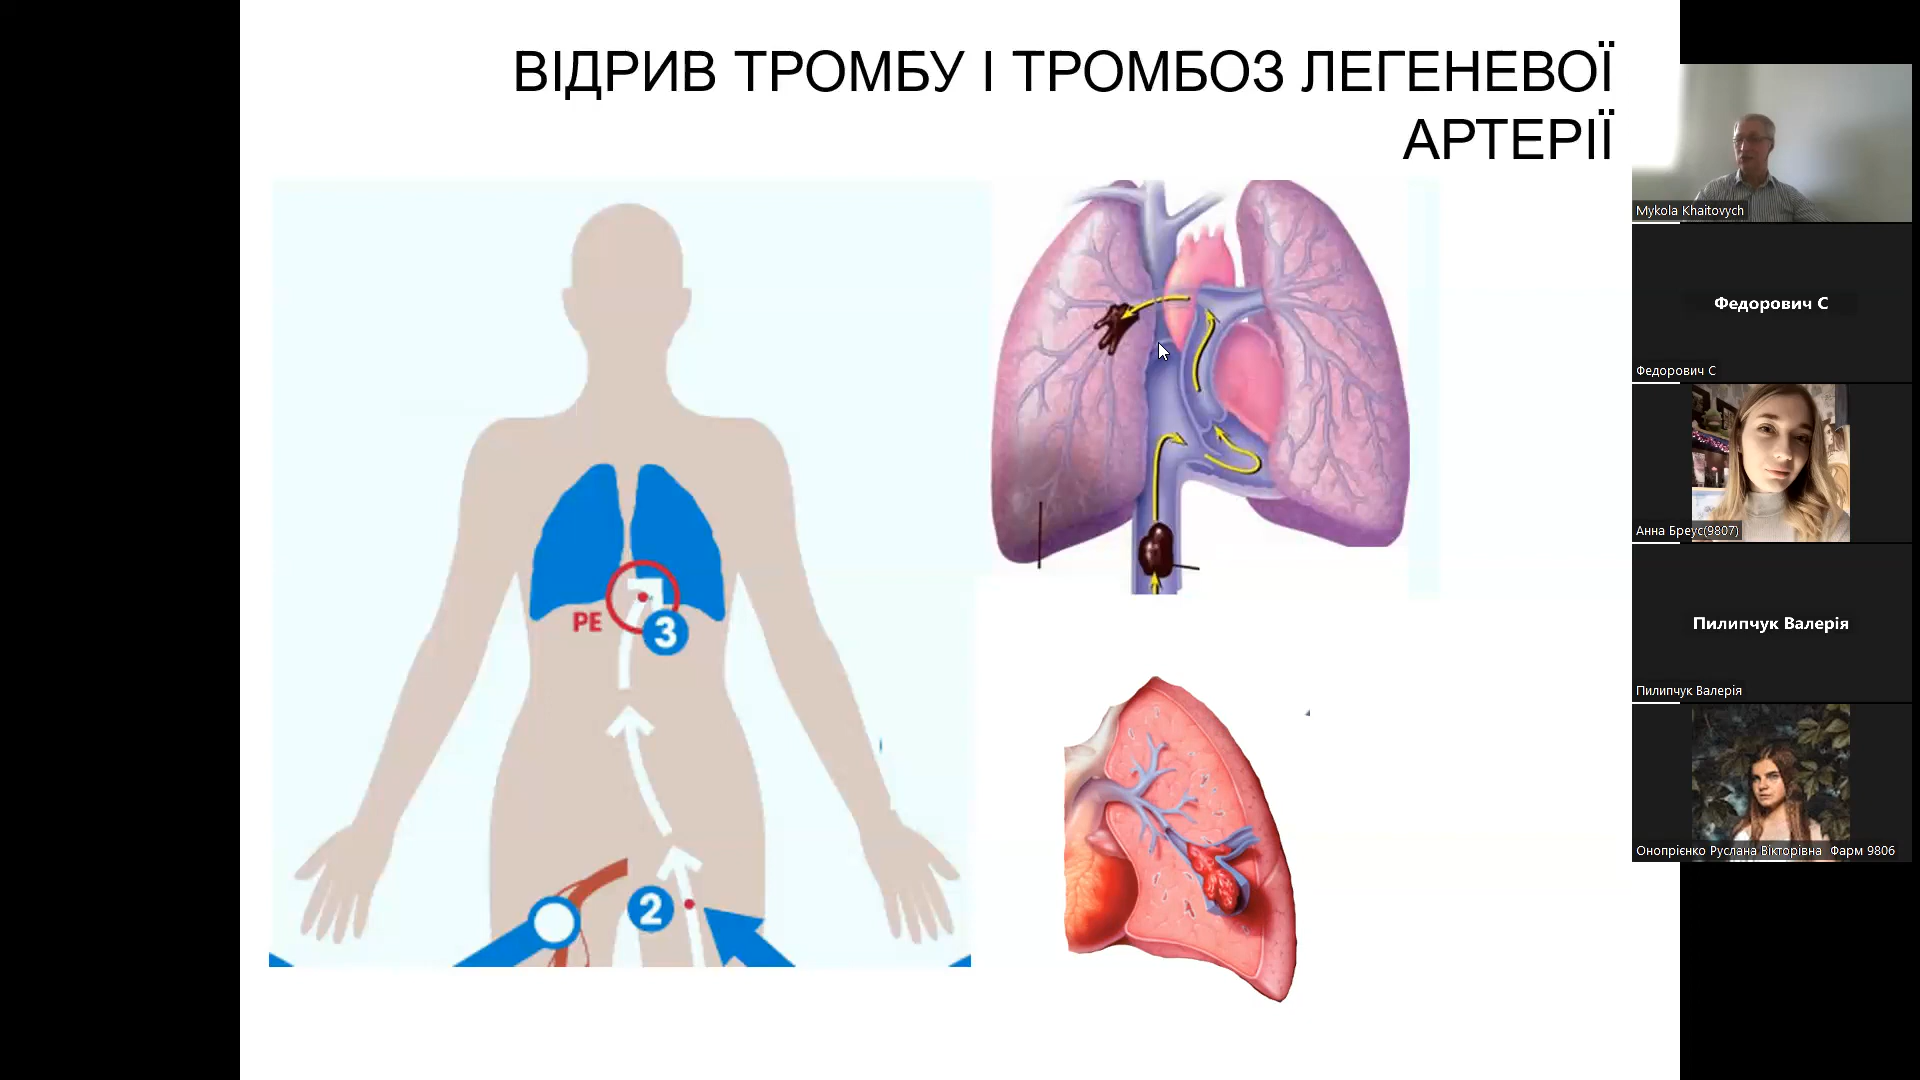 ВІДРИВ ТРОМБУ І ТРОМБОЗ ЛЕГЕНЕВОЇ
АРТЕРІЇ
PE
3
2
Mykola Khaitovych
Федорович С
Федорович С
Анна Бреус(9807)
Пилипчук Валерія
Пилипчук Валерія
Онопрієнко Руслана Вікторівна Фарм 9806